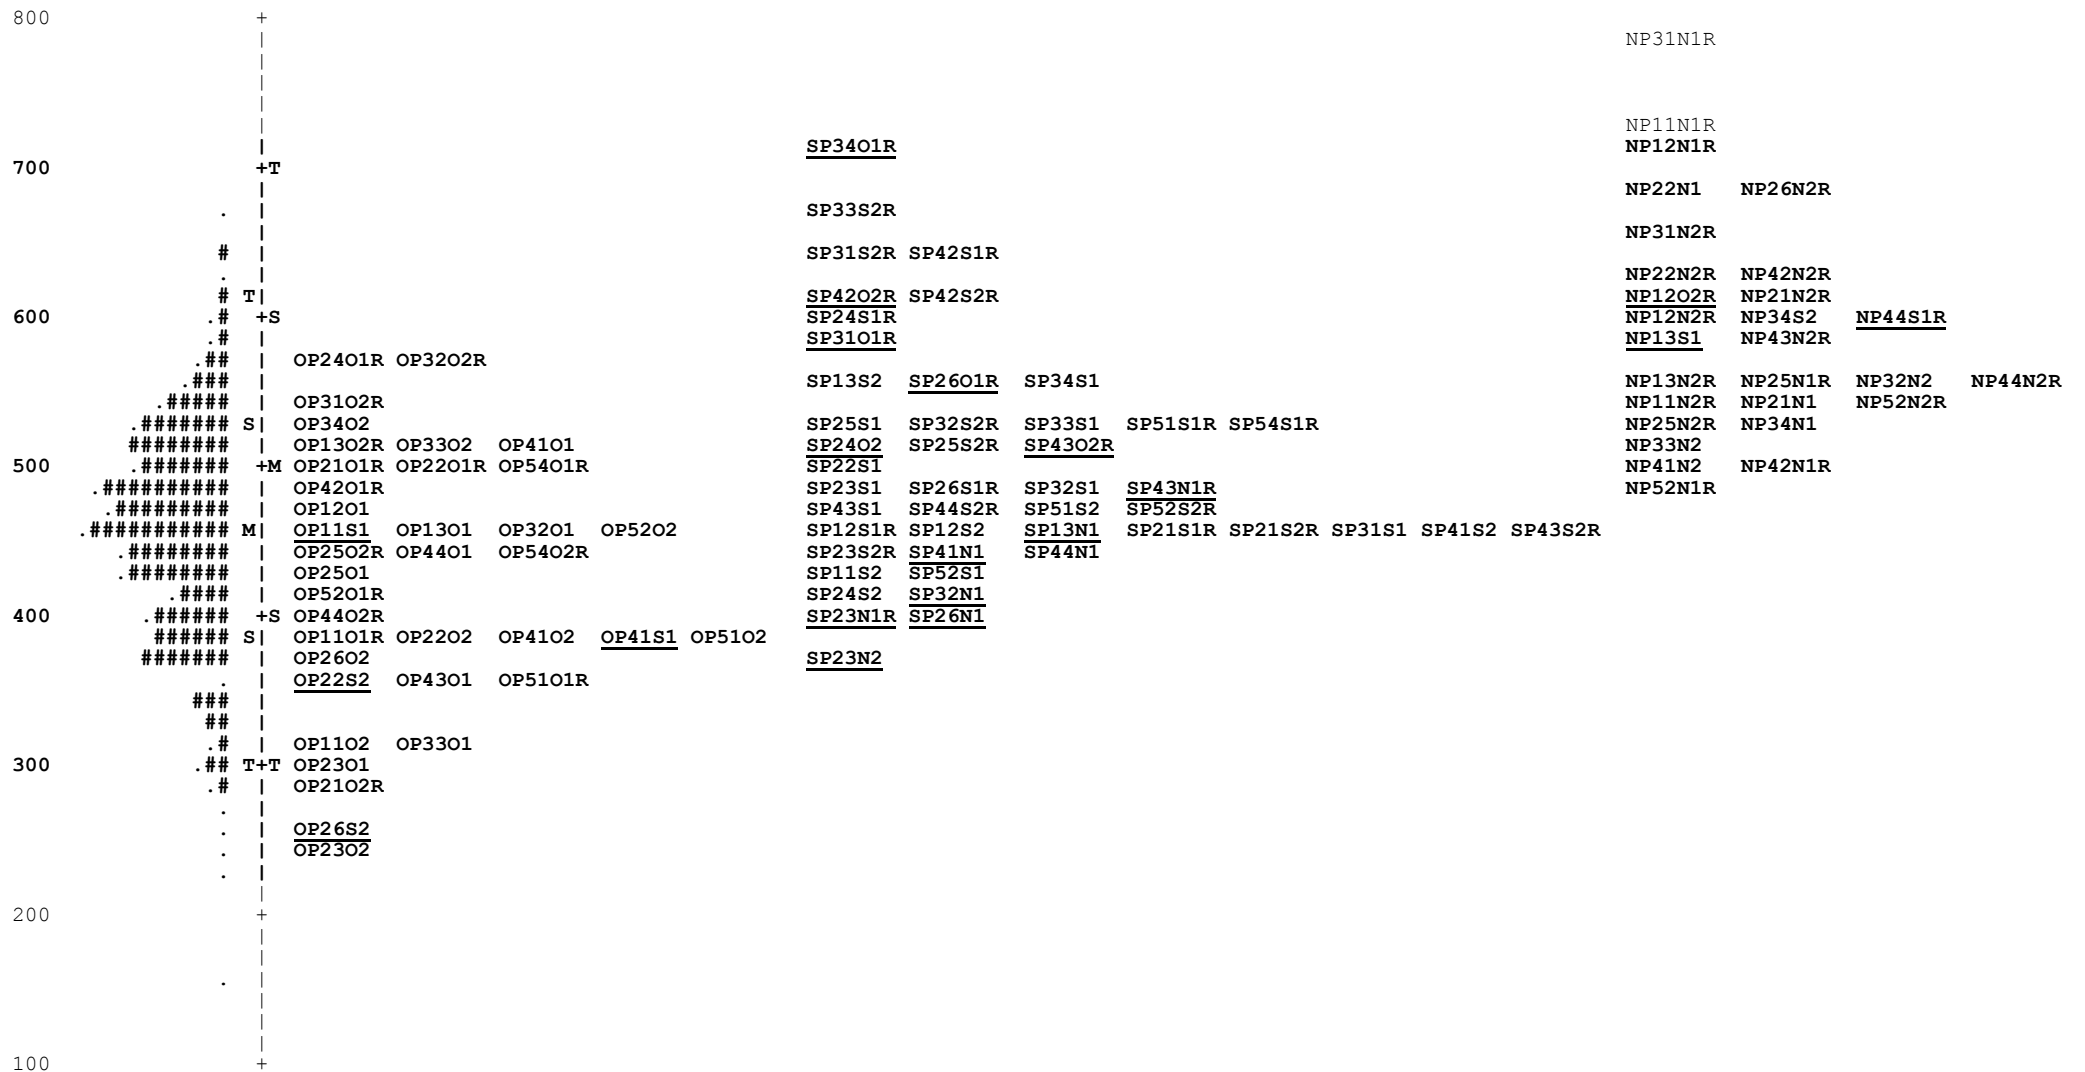 800 +
| NP31N1R
|
|
|
| NP11N1R
| SP34O1R NP12N1R
700 +T
| NP22N1 NP26N2R
. | SP33S2R
| NP31N2R
# | SP31S2R SP42S1R
. | NP22N2R NP42N2R
# T| SP42O2R SP42S2R NP12O2R NP21N2R
600 .# +S SP24S1R NP12N2R NP34S2 NP44S1R
.# | SP31O1R NP13S1 NP43N2R
.## | OP24O1R OP32O2R
.### | SP13S2 SP26O1R SP34S1 NP13N2R NP25N1R NP32N2 NP44N2R
.##### | OP31O2R NP11N2R NP21N1 NP52N2R
.####### S| OP34O2 SP25S1 SP32S2R SP33S1 SP51S1R SP54S1R NP25N2R NP34N1
######## | OP13O2R OP33O2 OP41O1 SP24O2 SP25S2R SP43O2R NP33N2
500 .####### +M OP21O1R OP22O1R OP54O1R SP22S1 NP41N2 NP42N1R
.########## | OP42O1R SP23S1 SP26S1R SP32S1 SP43N1R NP52N1R
.######### | OP12O1 SP43S1 SP44S2R SP51S2 SP52S2R
.########### M| OP11S1 OP13O1 OP32O1 OP52O2 SP12S1R SP12S2 SP13N1 SP21S1R SP21S2R SP31S1 SP41S2 SP43S2R
.######## | OP25O2R OP44O1 OP54O2R SP23S2R SP41N1 SP44N1
.######## | OP25O1 SP11S2 SP52S1
.#### | OP52O1R SP24S2 SP32N1
400 .###### +S OP44O2R SP23N1R SP26N1
###### S| OP11O1R OP22O2 OP41O2 OP41S1 OP51O2
####### | OP26O2 SP23N2
. | OP22S2 OP43O1 OP51O1R
### |
## |
.# | OP11O2 OP33O1
300 .## T+T OP23O1
.# | OP21O2R
. |
. | OP26S2
. | OP23O2
. |
|
200 +
|
|
. |
|
|
|
100 +